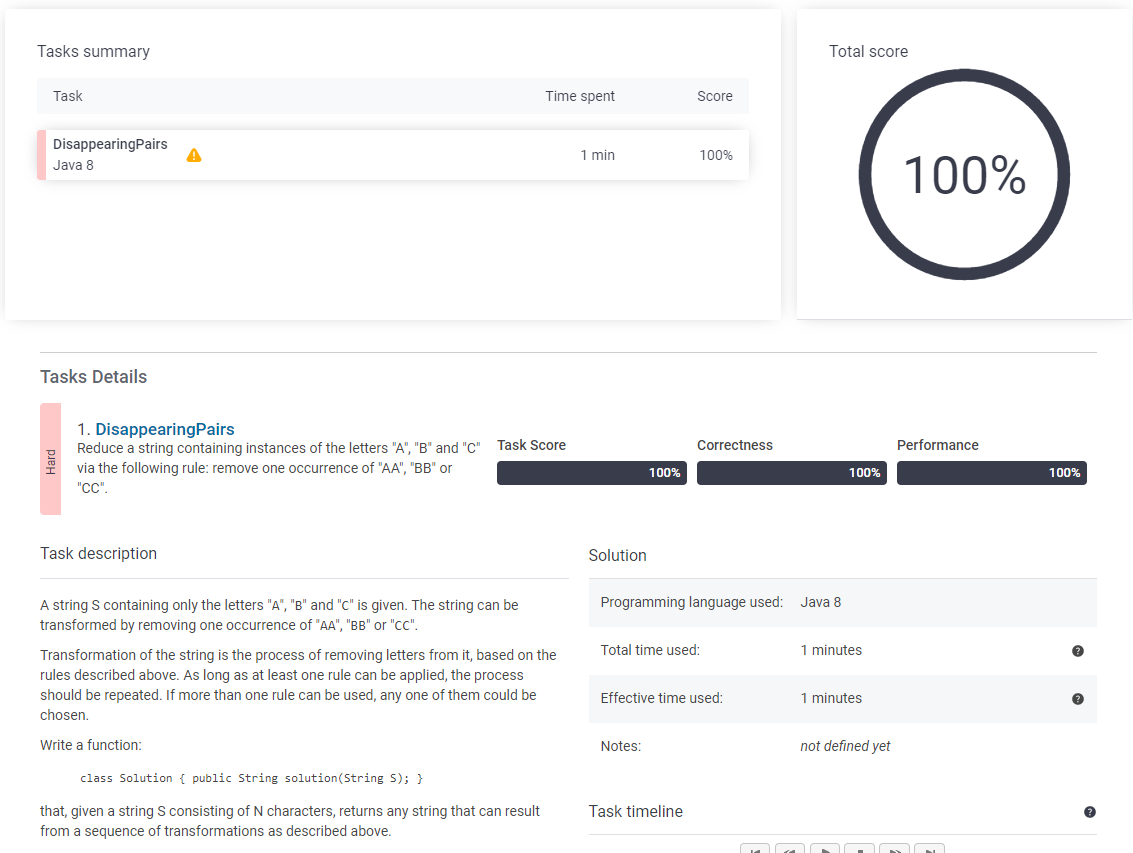 Tasks summary
Total score
Task Time spent Score
DisappearingPairs
Java 8
1 min 100%
100%
Tasks Details
Hard
1. DisappearingPairs
Reduce a string containing instances of the letters "A", "B" and "C"
via the following rule: remove one occurrence of "AA", "BB" or
"CC".
Task Score
100%
Correctness
100%
Performance
100%
Task description
A string S containing only the letters "A", "B" and "C" is given. The string can be
transformed by removing one occurrence of "AA", "BB" or "CC".
Transformation of the string is the process of removing letters from it, based on the
rules described above. As long as at least one rule can be applied, the process
should be repeated. If more than one rule can be used, any one of them could be
chosen.
Write a function:
class Solution { public String solution(String S); }
that, given a string S consisting of N characters, returns any string that can result
from a sequence of transformations as described above.
Solution
Programming language used: Java 8
Total time used: 1 minutes ?
Effective time used: 1 minutes ?
Notes: not defined yet
Task timeline ?